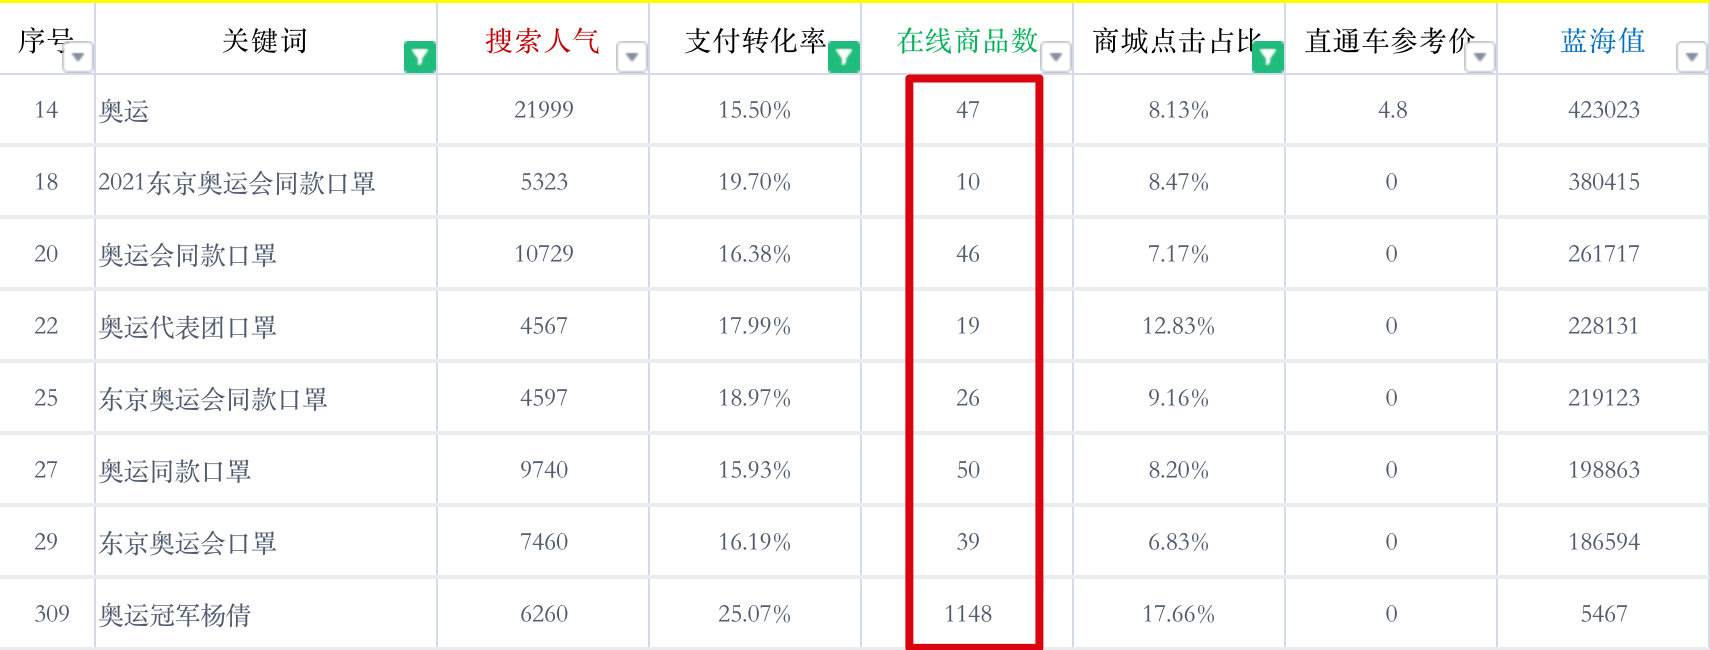 序号 关键词 搜索人气 支付转化率 在线商品数 商城点击占比 直通车参考价 蓝海值
14 奥运 21999 15.50% 47 8.13% 4.8 423023
18 2021东京奥运会同款口罩 5323 19.70% 10 8.47% 0 380415
20 奥运会同款口罩 10729 16.38% 46 7.17% 0 261717
22 奥运代表团口罩 4567 17.99% 19 12.83% 0 228131
25 东京奥运会同款口罩 4597 18.97% 26 9.16% 0 219123
27 奥运同款口罩 9740 15.93% 50 8.20% 0 198863
29 东京奥运会口罩 7460 16.19% 39 6.83% 0 186594
309 奥运冠军杨倩 6260 25.07% 1148 17.66% 0 5467